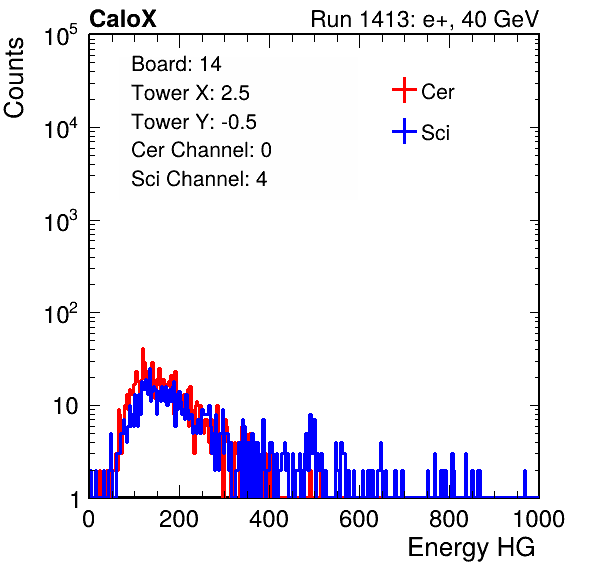 CaloX Run 1413: e+, 40 GeV
Counts
10^5
10^4
10^3
10^2
10
1
Board: 14
Tower X: 2.5
Tower Y: -0.5
Cer Channel: 0
Sci Channel: 4
Cer
Sci
0 200 400 600 800 1000
Energy HG